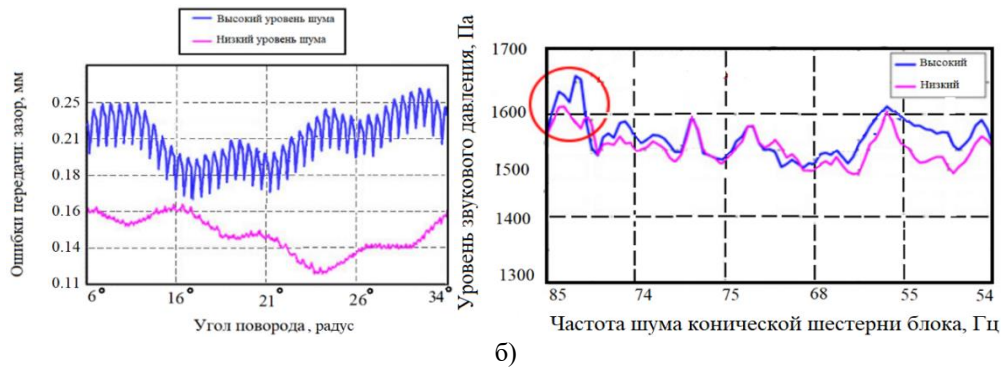 Высокий уровень шума
Низкий уровень шума
Ошибки передачи: зазор, мм
0.25
0.21
0.18
0.16
0.14
0.11
6°
16°
21°
26°
34°
Угол поворода , радус
Уровень звукового давления, Па
1700
1600
1500
1400
1300
Высокий
Низкий
85
74
75
68
55
54
Частота шума конической шестерни блока, Гц
б)